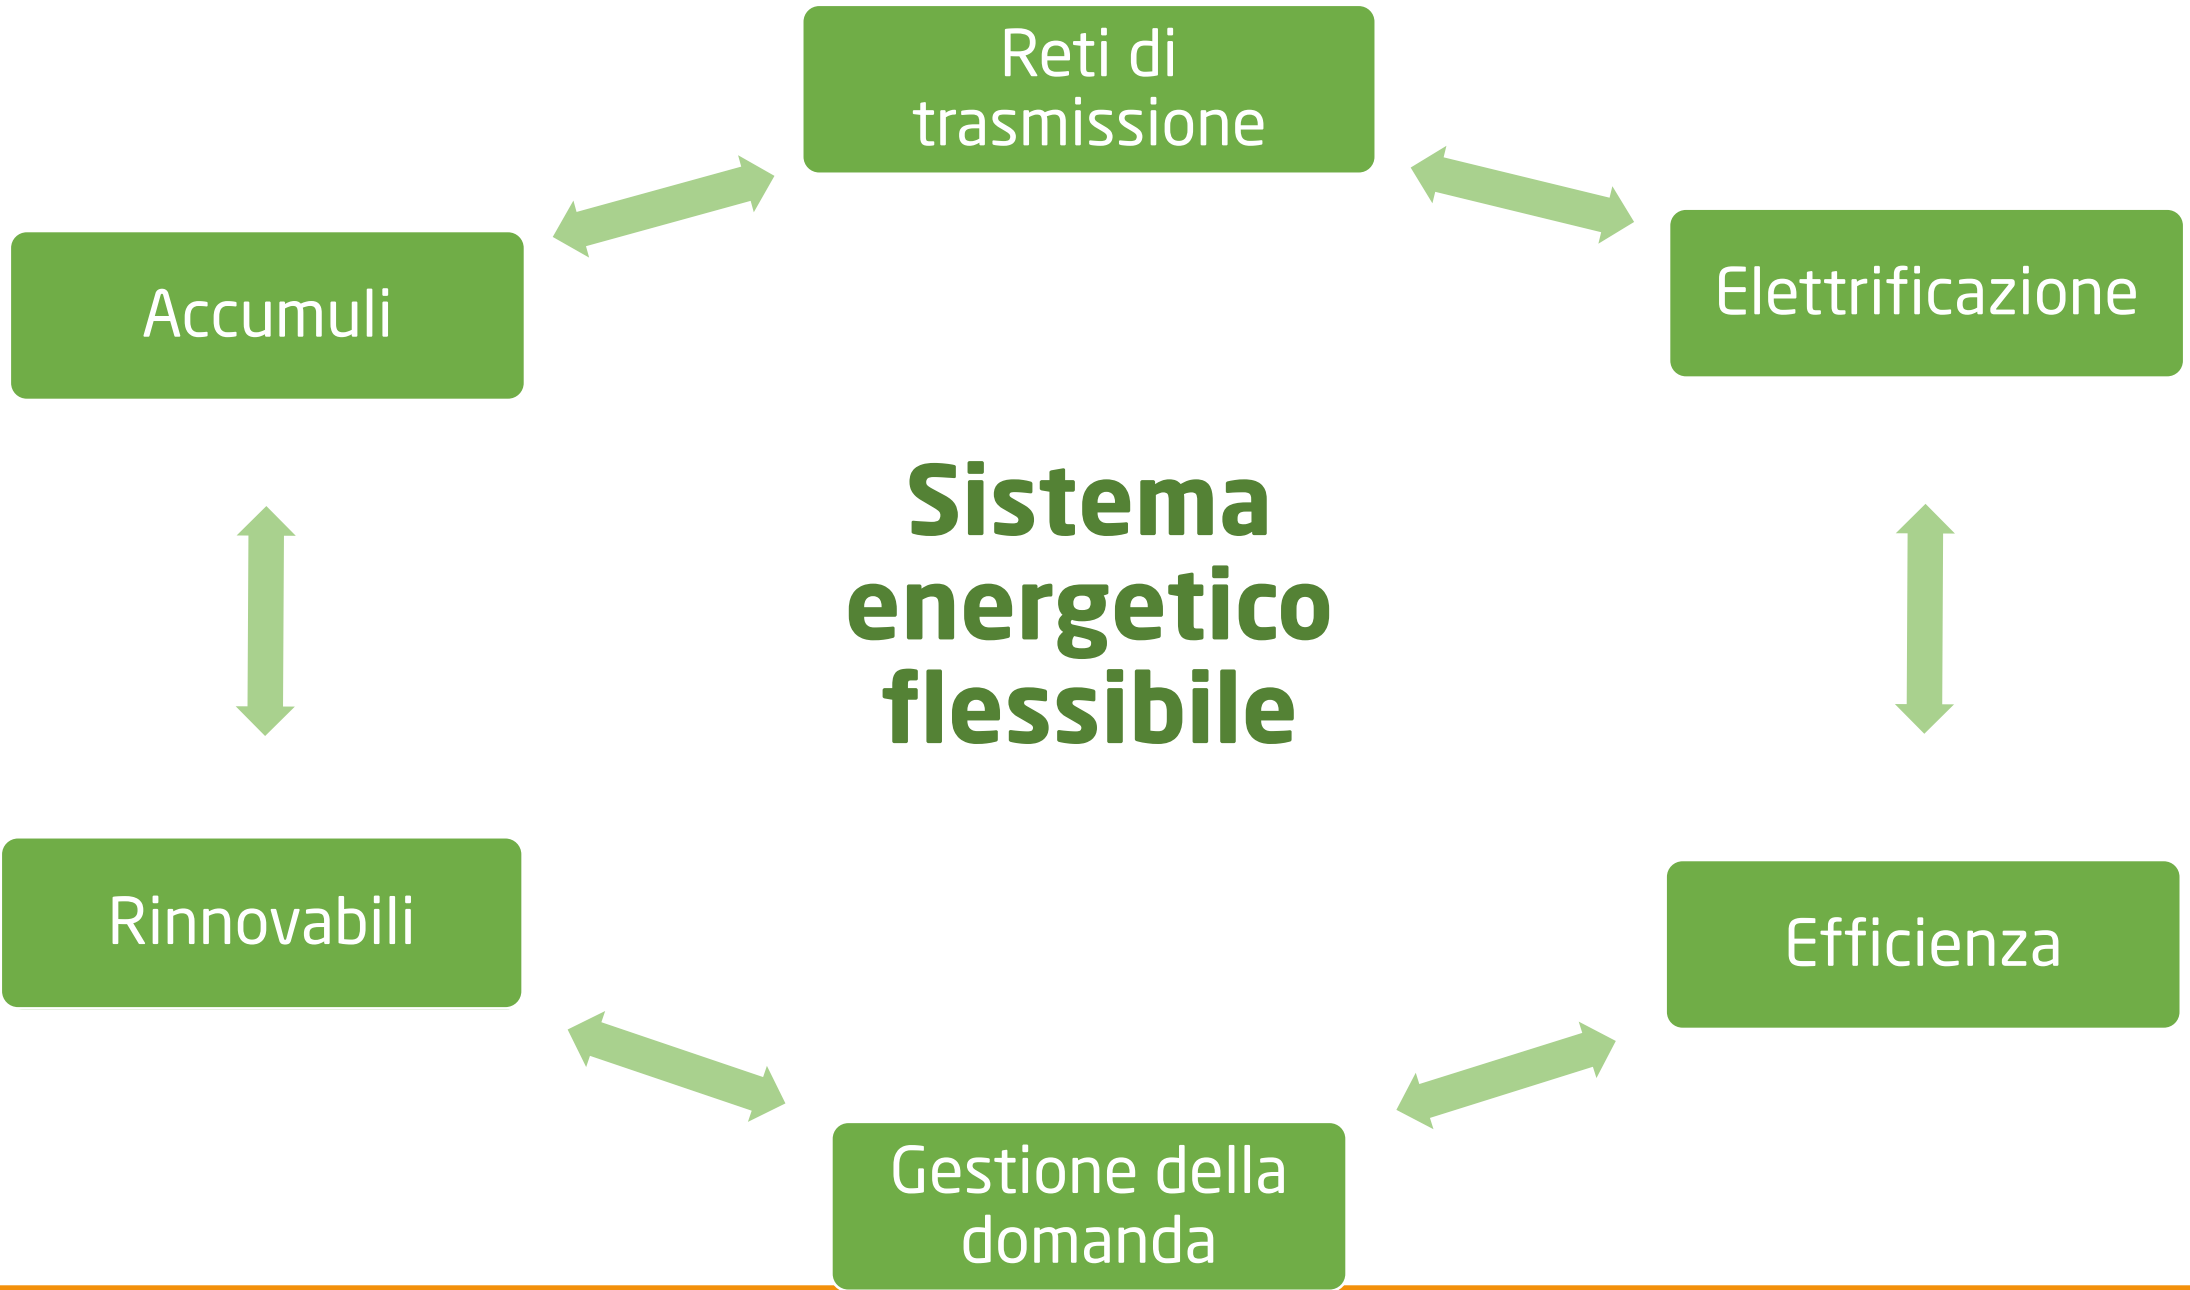 Reti di
trasmissione
Accumuli
Elettrificazione
Sistema
energetico
flessibile
Rinnovabili
Efficienza
Gestione della
domanda